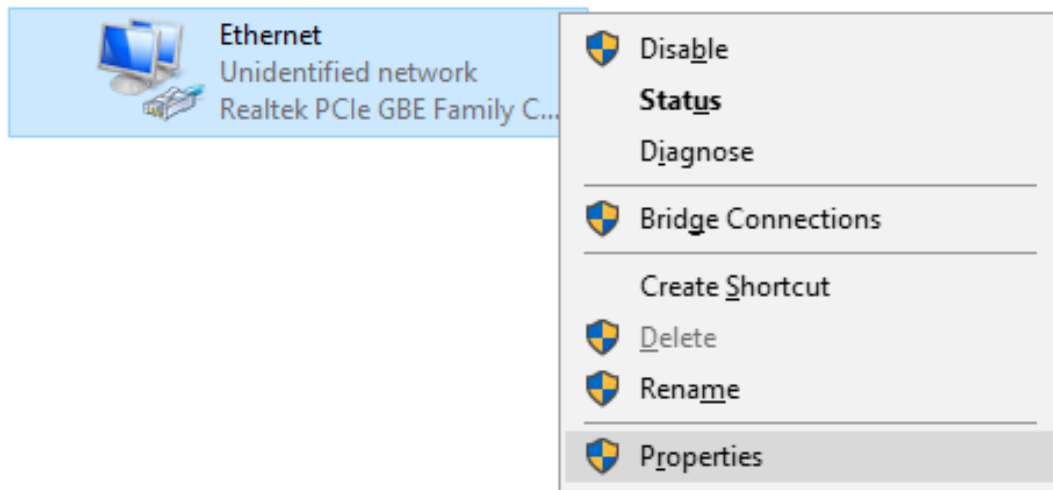 Ethernet
Unidentified network
Realtek PCIe GBE Family C...
Disable
Status
Diagnose
Bridge Connections
Create Shortcut
Delete
Rename
Properties